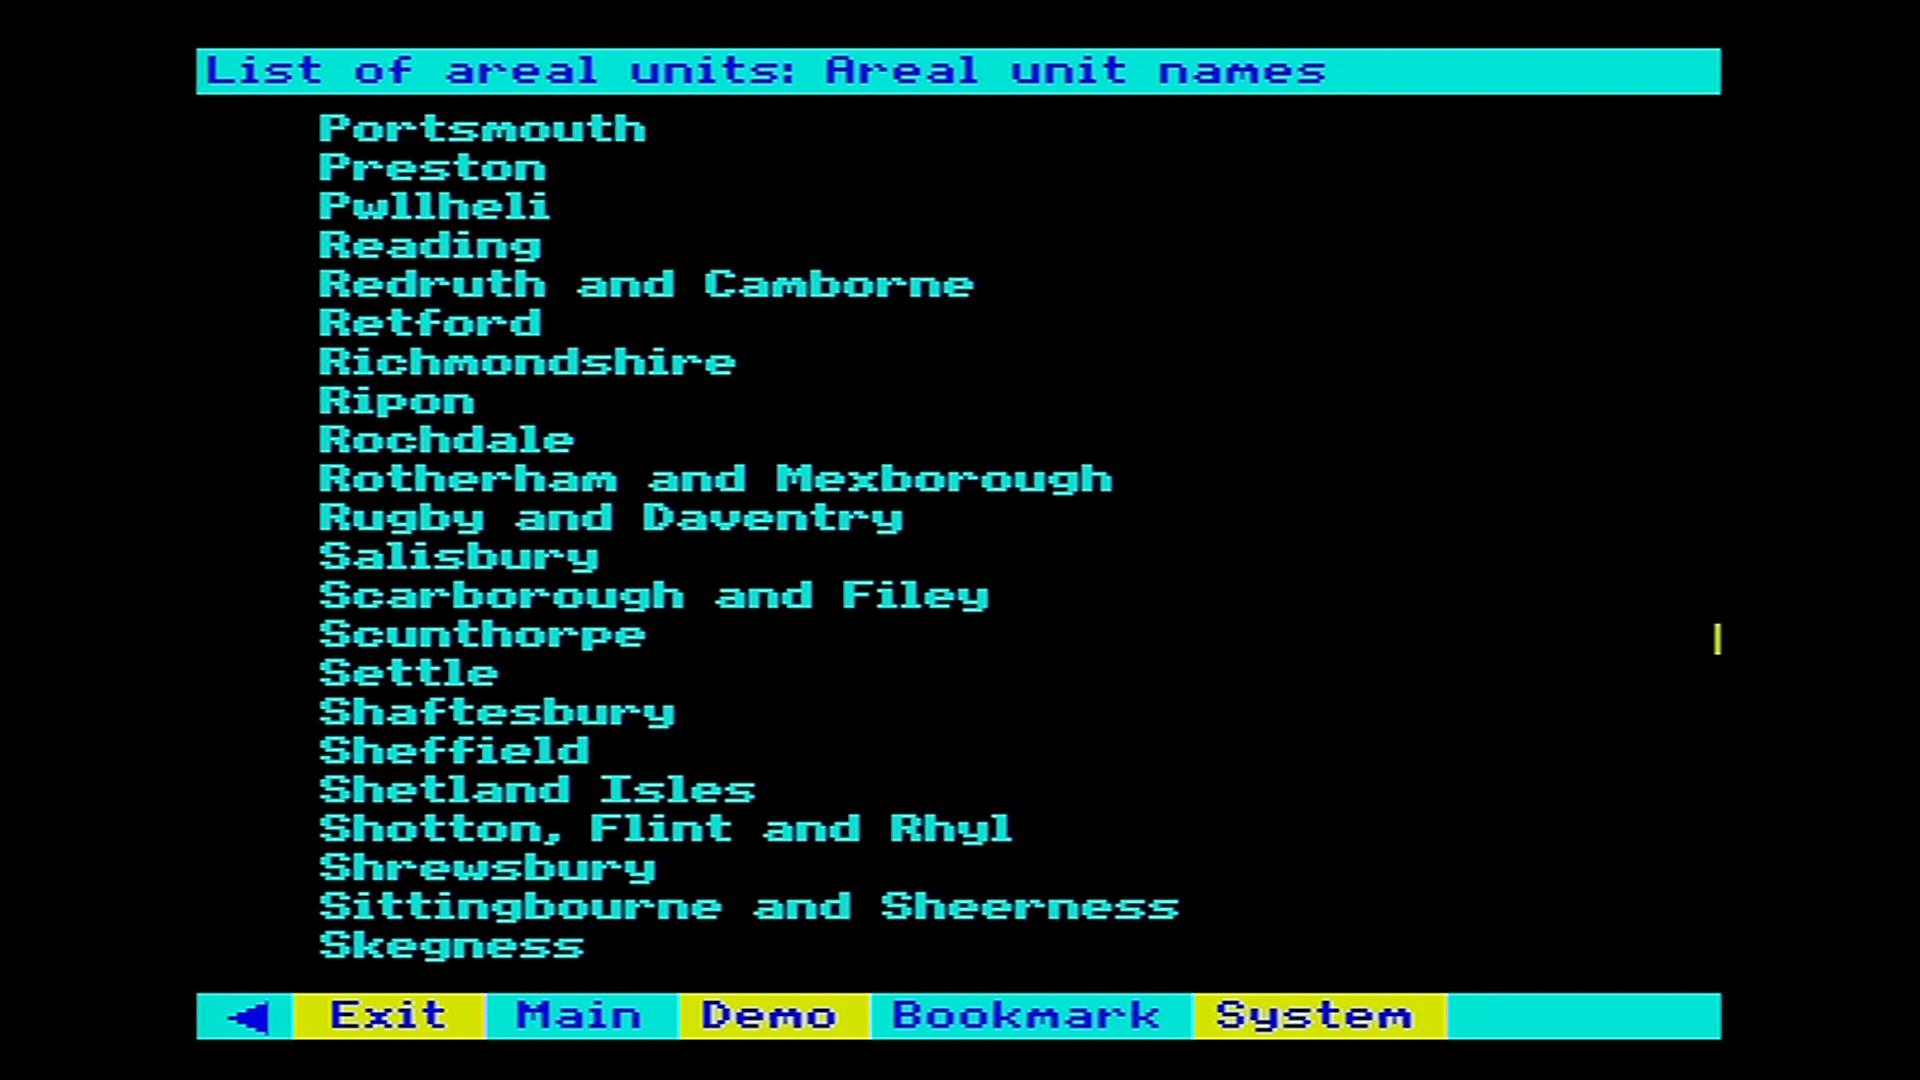 List of areal units: Areal unit names
Portsmouth
Preston
Pwllheli
Reading
Redruth and Camborne
Retford
Richmondshire
Ripon
Rochdale
Rotherham and Mexborough
Rugby and Daventry
Salisbury
Scarborough and Filey
Scunthorpe
Settle
Shaftesbury
Sheffield
Shetland Isles
Shotton, Flint and Rhyl
Shrewsbury
Sittingbourne and Sheerness
Skegness
Exit Main Demo Bookmark System